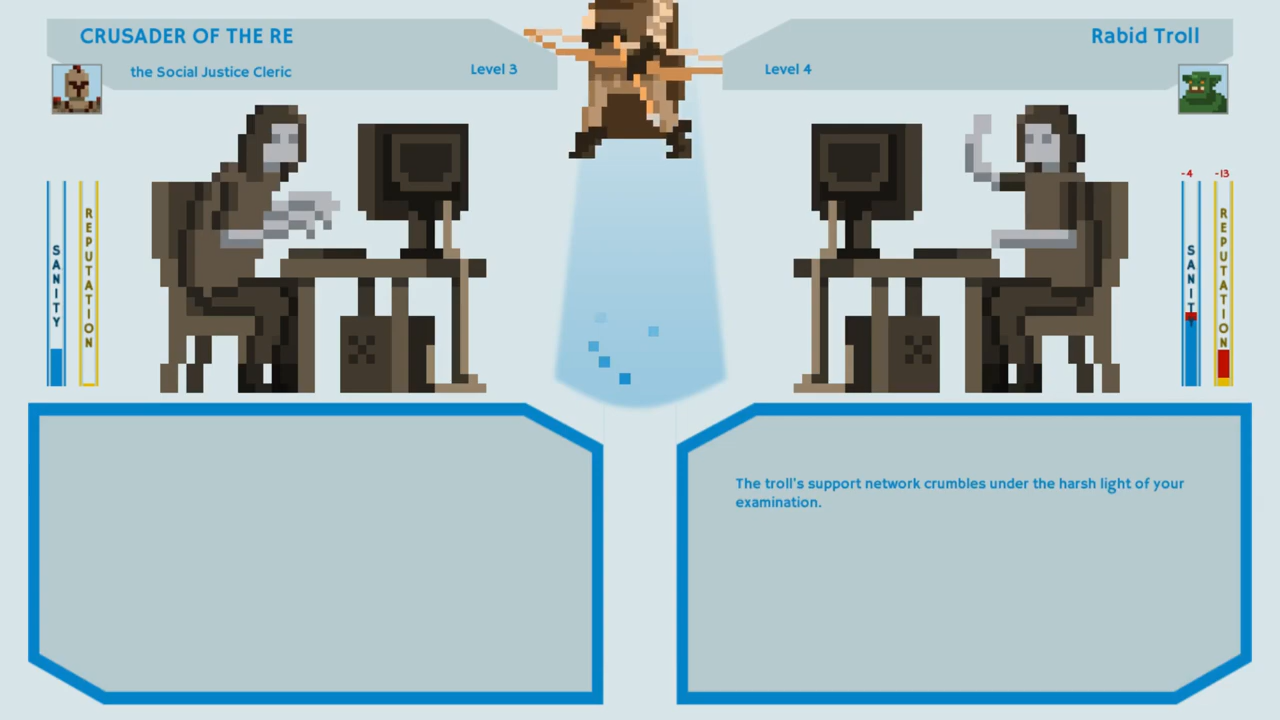 CRUSADER OF THE RE
Rabid Troll
the Social Justice Cleric
Level 3
Level 4
SANITY
REPUTATION
-4
-13
SANITY
REPUTATION
The troll's support network crumbles under the harsh light of your
examination.